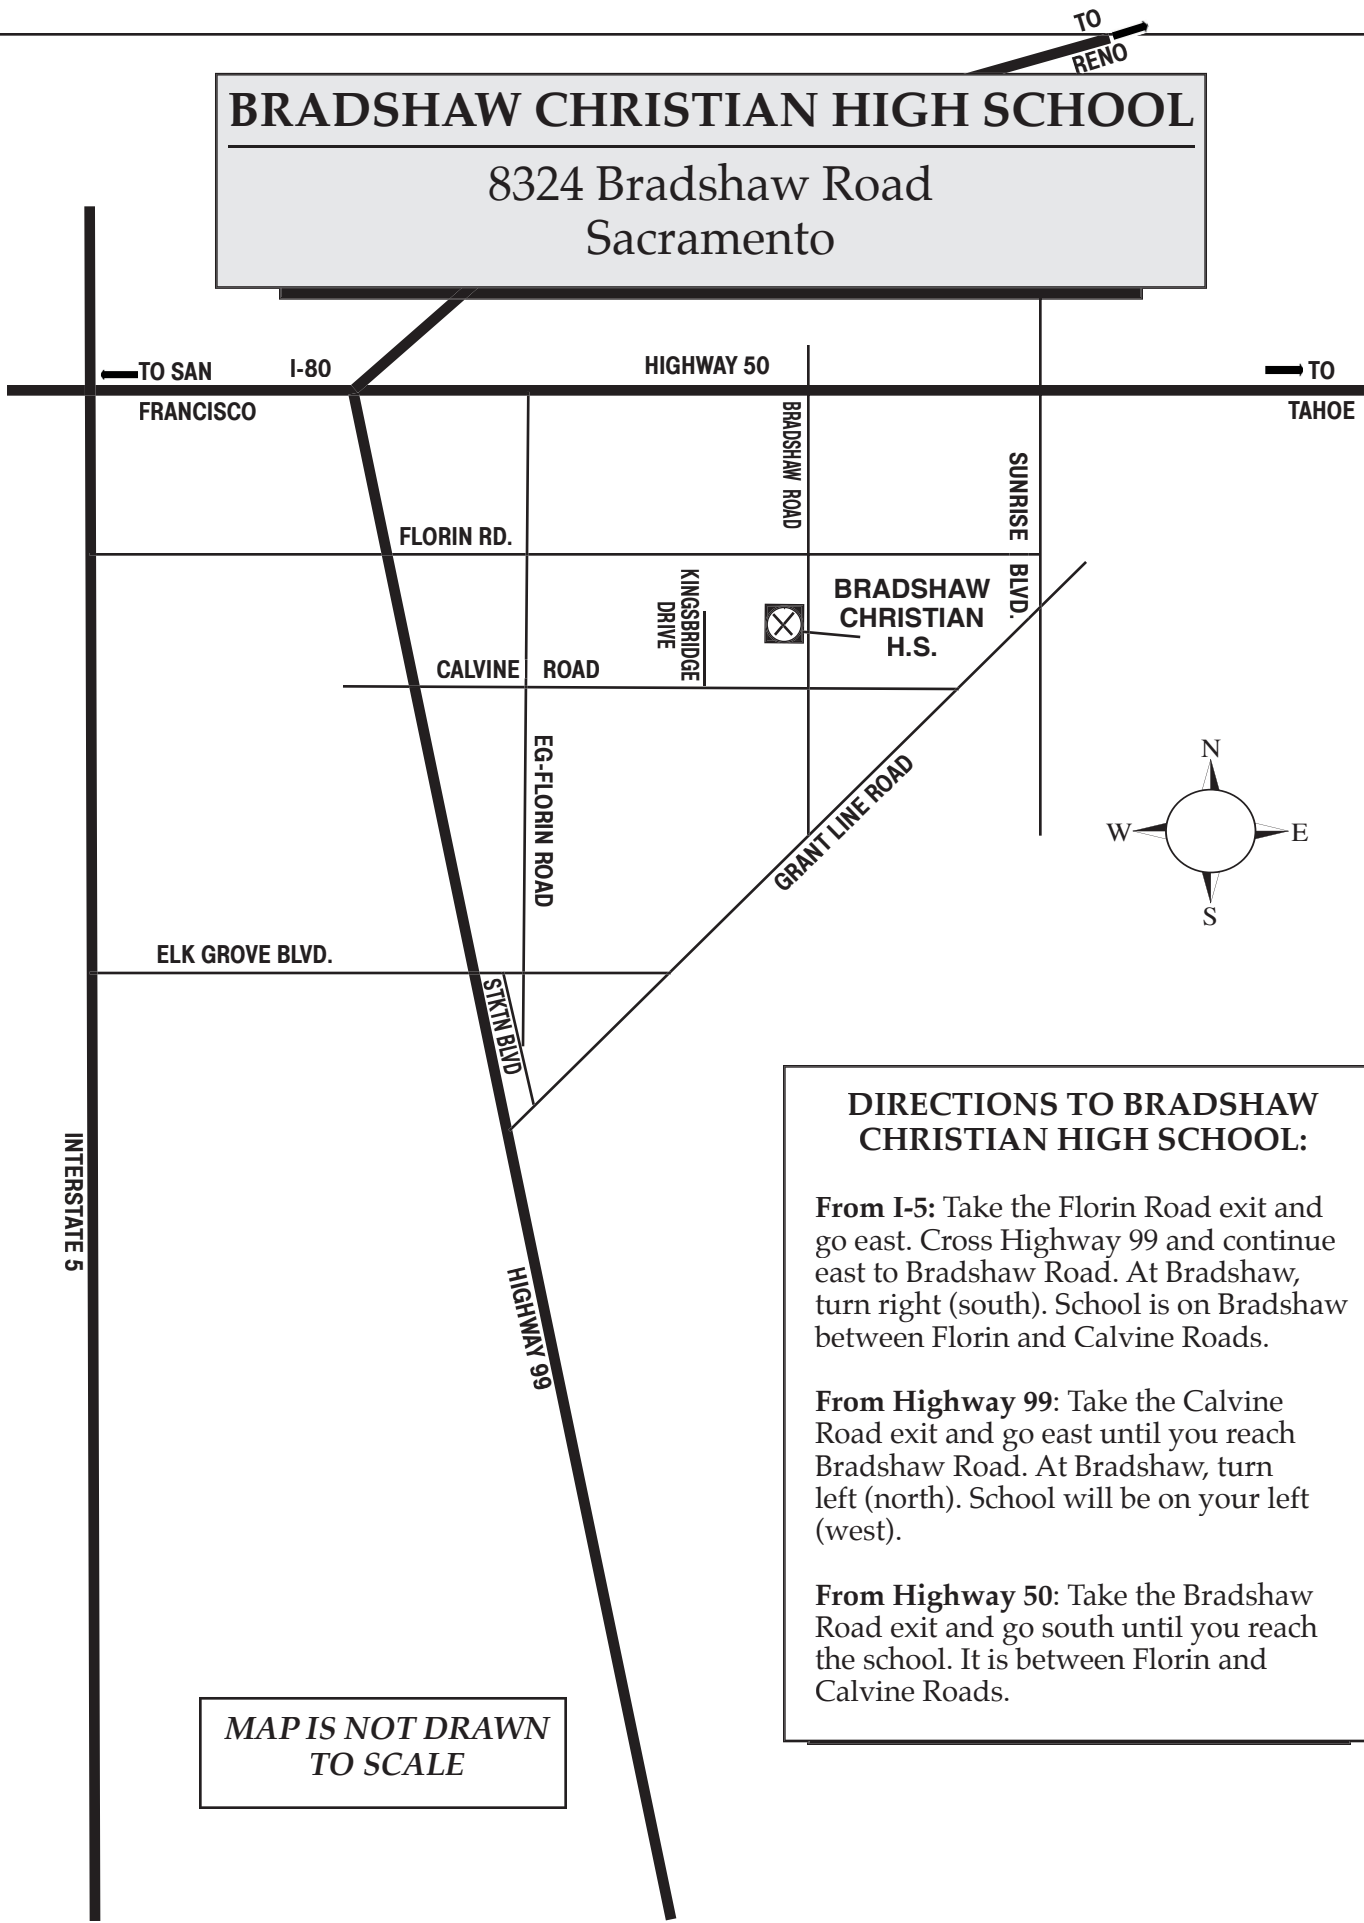 TO
RENO
BRADSHAW CHRISTIAN HIGH SCHOOL
8324 Bradshaw Road
Sacramento
TO SAN
FRANCISCO
I-80
HIGHWAY 50
TO
TAHOE
BRADSHAW ROAD
SUNRISE BLVD.
FLORIN RD.
KINGSBRIDGE
DRIVE
BRADSHAW
CHRISTIAN
H.S.
CALVINE ROAD
EG-FLORIN ROAD
GRANT LINE ROAD
N
W
E
S
ELK GROVE BLVD.
STKTN BLVD
INTERSTATE 5
HIGHWAY 99
DIRECTIONS TO BRADSHAW
CHRISTIAN HIGH SCHOOL:
From I-5: Take the Florin Road exit and
go east. Cross Highway 99 and continue
east to Bradshaw Road. At Bradshaw,
turn right (south). School is on Bradshaw
between Florin and Calvine Roads.
From Highway 99: Take the Calvine
Road exit and go east until you reach
Bradshaw Road. At Bradshaw, turn
left (north). School will be on your left
(west).
From Highway 50: Take the Bradshaw
Road exit and go south until you reach
the school. It is between Florin and
Calvine Roads.
MAP IS NOT DRAWN
TO SCALE